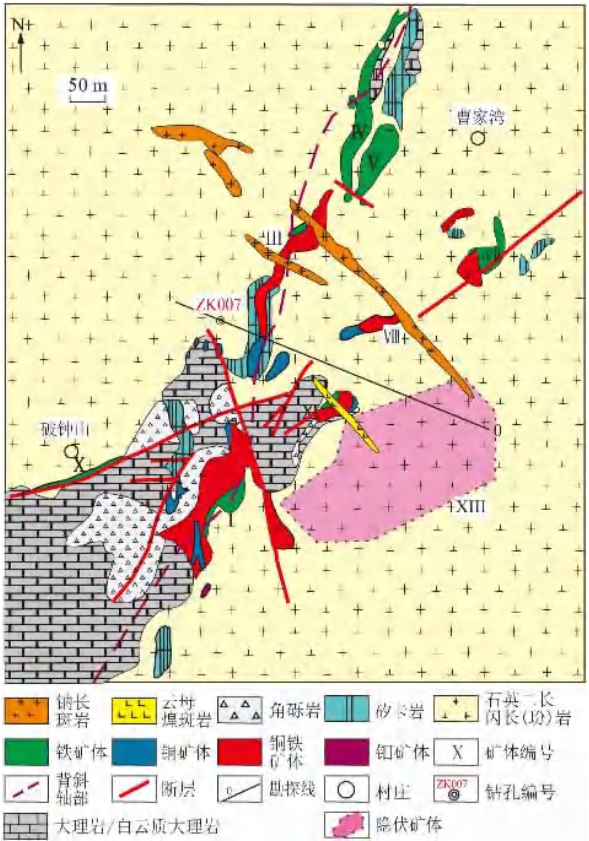 N
50 m
曹家湾
IV
V
III
ZK007
VIII
破钟山
X
0
I
XIII
钠长
斑岩
云母
煌斑岩
角砾岩
矽卡岩
石英二长
闪长(玢)岩
铁矿体
铜矿体
铜铁
矿体
钼矿体
X
矿体编号
背斜
轴部
断层
0
勘探线
村庄
ZK007
钻孔编号
大理岩/白云质大理岩
隐伏矿体